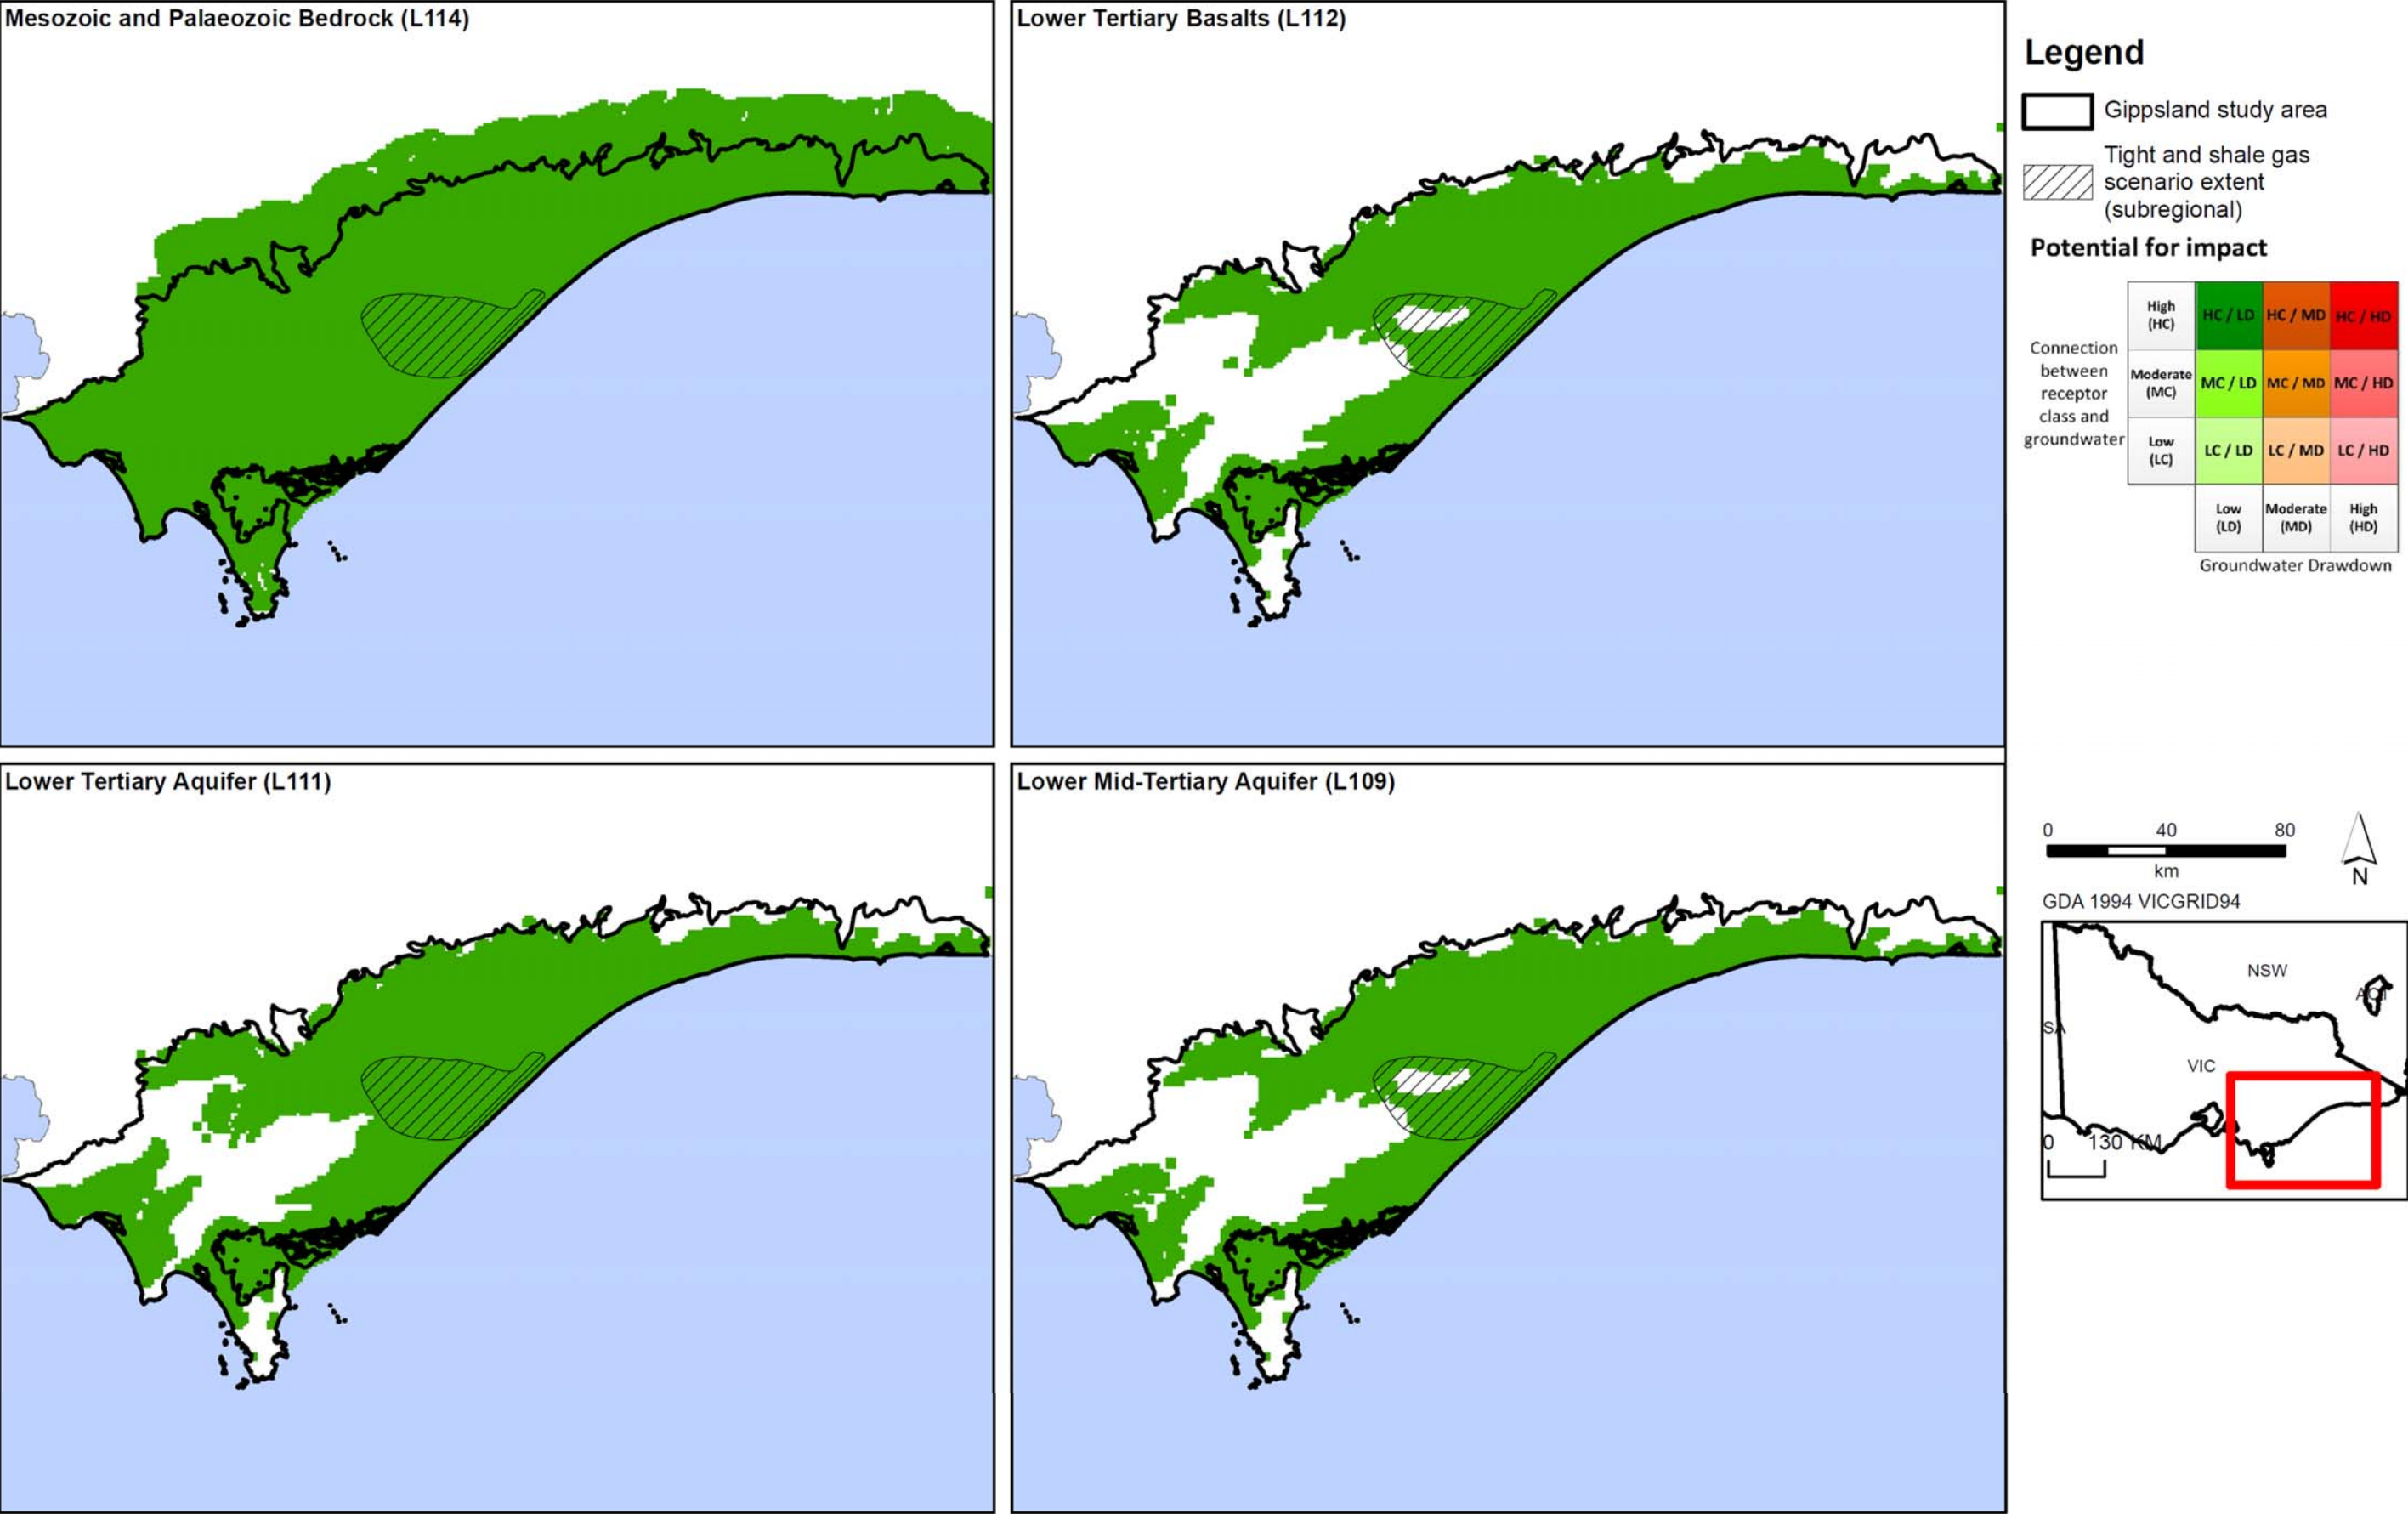 Mesozoic and Palaeozoic Bedrock (L114)
Lower Tertiary Basalts (L112)
Lower Tertiary Aquifer (L111)
Lower Mid-Tertiary Aquifer (L109)
Legend
Gippsland study area
Tight and shale gas
scenario extent
(subregional)
Potential for impact
Connection
between
receptor
class and
groundwater
High
(HC)
HC / LD
HC / MD
HC / HD
Moderate
(MC)
MC / LD
MC / MD
MC / HD
Low
(LC)
LC / LD
LC / MD
LC / HD
Low
(LD)
Moderate
(MD)
High
(HD)
Groundwater Drawdown
0 40 80
km
N
GDA 1994 VICGRID94
NSW
ACT
SA
VIC
0 130 KM